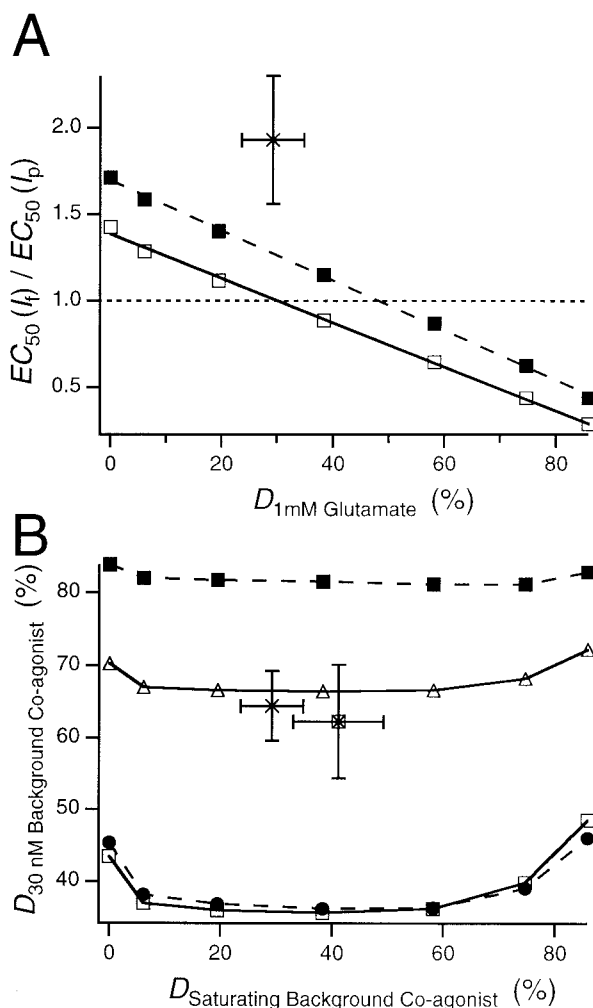 A
EC50 (If) / EC50 (Ip)
2.0
1.5
1.0
0.5
0 20 40 60 80
D1mM Glutamate (%)
B
D30 nM Background Co-agonist (%)
80
70
60
50
40
0 20 40 60 80
DSaturating Background Co-agonist (%)